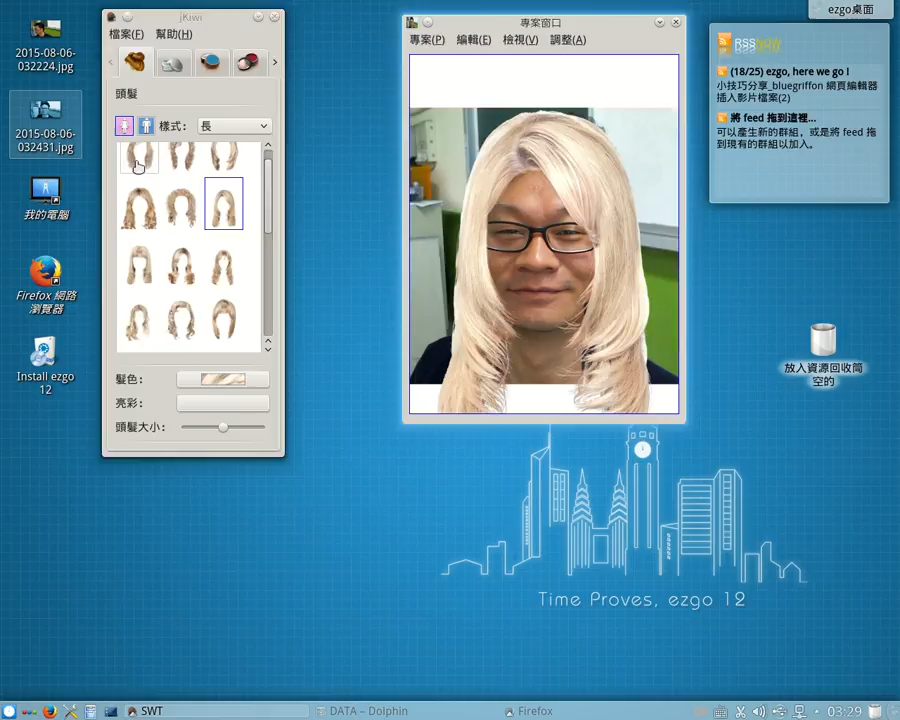 2015-08-06-
032224.jpg
2015-08-06-
032431.jpg
我的電腦
Firefox 網路
瀏覽器
Install ezgo
12
jKiwi
檔案(F) 幫助(H)
頭髮
樣式: 長
髮色:
亮彩:
頭髮大小:
專案窗口
專案(P) 編輯(E) 檢視(V) 調整(A)
ezgo桌面
RSSNOW
(18/25) ezgo, here we go !
小技巧分享_bluegriffon 網頁編輯器
插入影片檔案(2)
將 feed 拖到這裡...
可以產生新的群組，或是將 feed 拖
到現有的群組以加入。
放入資源回收筒
空的
Time Proves, ezgo 12
SWT
DATA – Dolphin
Firefox
03:29